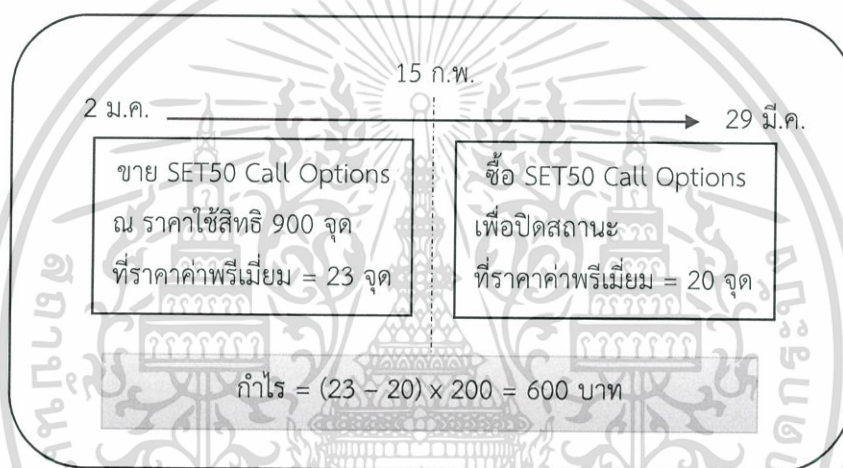 15 ก.พ.
2 ม.ค.
29 มี.ค.
ขาย SET50 Call Options
ณ ราคาใช้สิทธิ 900 จุด
ที่ราคาค่าพรีเมี่ยม = 23 จุด
ซื้อ SET50 Call Options
เพื่อปิดสถานะ
ที่ราคาค่าพรีเมี่ยม = 20 จุด
กำไร = (23 – 20) x 200 = 600 บาท